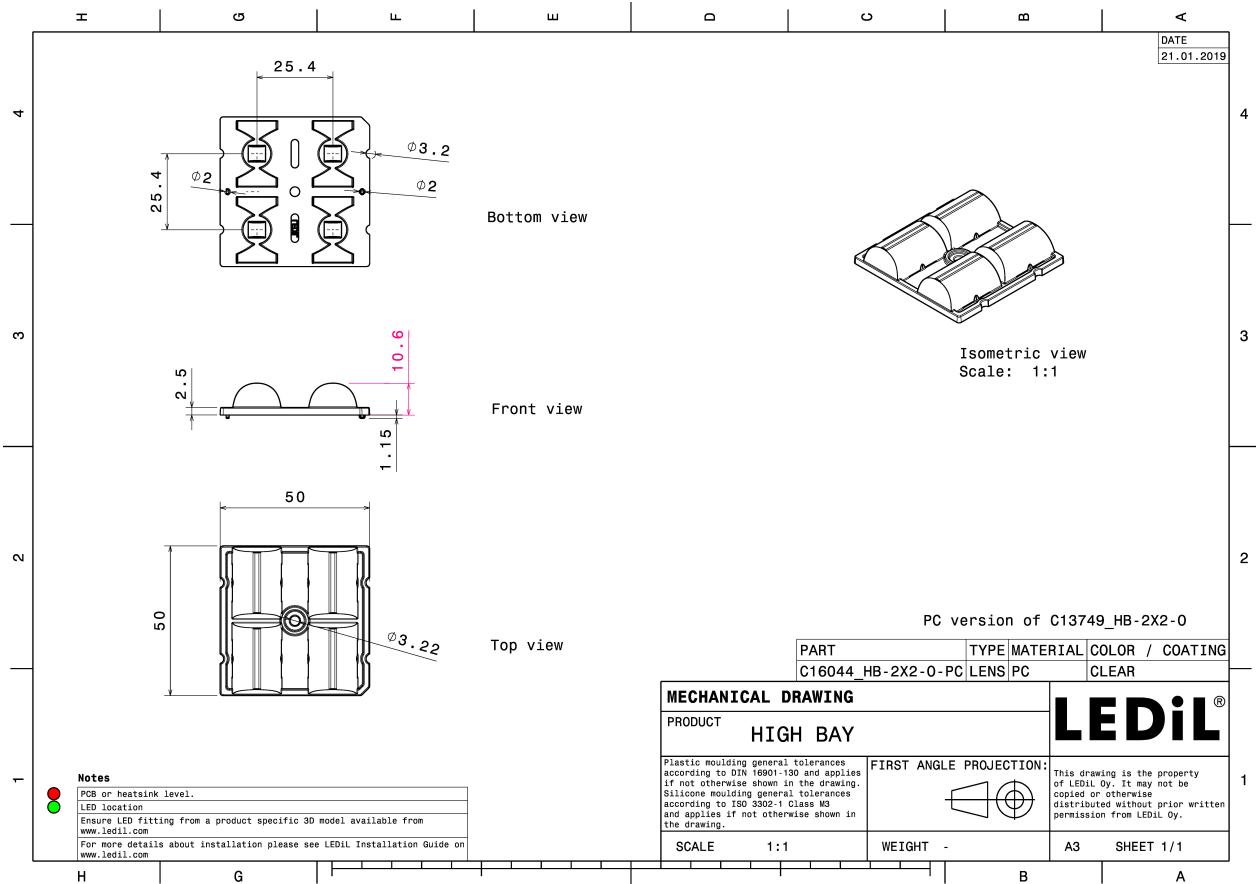 H G F E D C B A
DATE
21.01.2019
4
4
25.4
⌀3.2
25.4
⌀2
⌀2
Bottom view
3
3
Isometric view
Scale: 1:1
10.6
2.5
Front view
1.15
2
2
50
50
⌀3.22
Top view
PC version of C13749_HB-2X2-O
PART TYPE MATERIAL COLOR / COATING
C16044_HB-2X2-O-PC LENS PC CLEAR
MECHANICAL DRAWING
PRODUCT
HIGH BAY
LEDiL®
Plastic moulding general tolerances
according to DIN 16901-130 and applies
if not otherwise shown in the drawing.
Silicone moulding general tolerances
according to ISO 3302-1 Class M3
and applies if not otherwise shown in
the drawing.
FIRST ANGLE PROJECTION:
This drawing is the property
of LEDiL Oy. It may not be
copied or otherwise
distributed without prior written
permission from LEDiL Oy.
SCALE 1:1
WEIGHT -
A3 SHEET 1/1
1
1
Notes
PCB or heatsink level.
LED location
Ensure LED fitting from a product specific 3D model available from
www.ledil.com
For more details about installation please see LEDiL Installation Guide on
www.ledil.com
H G F B A